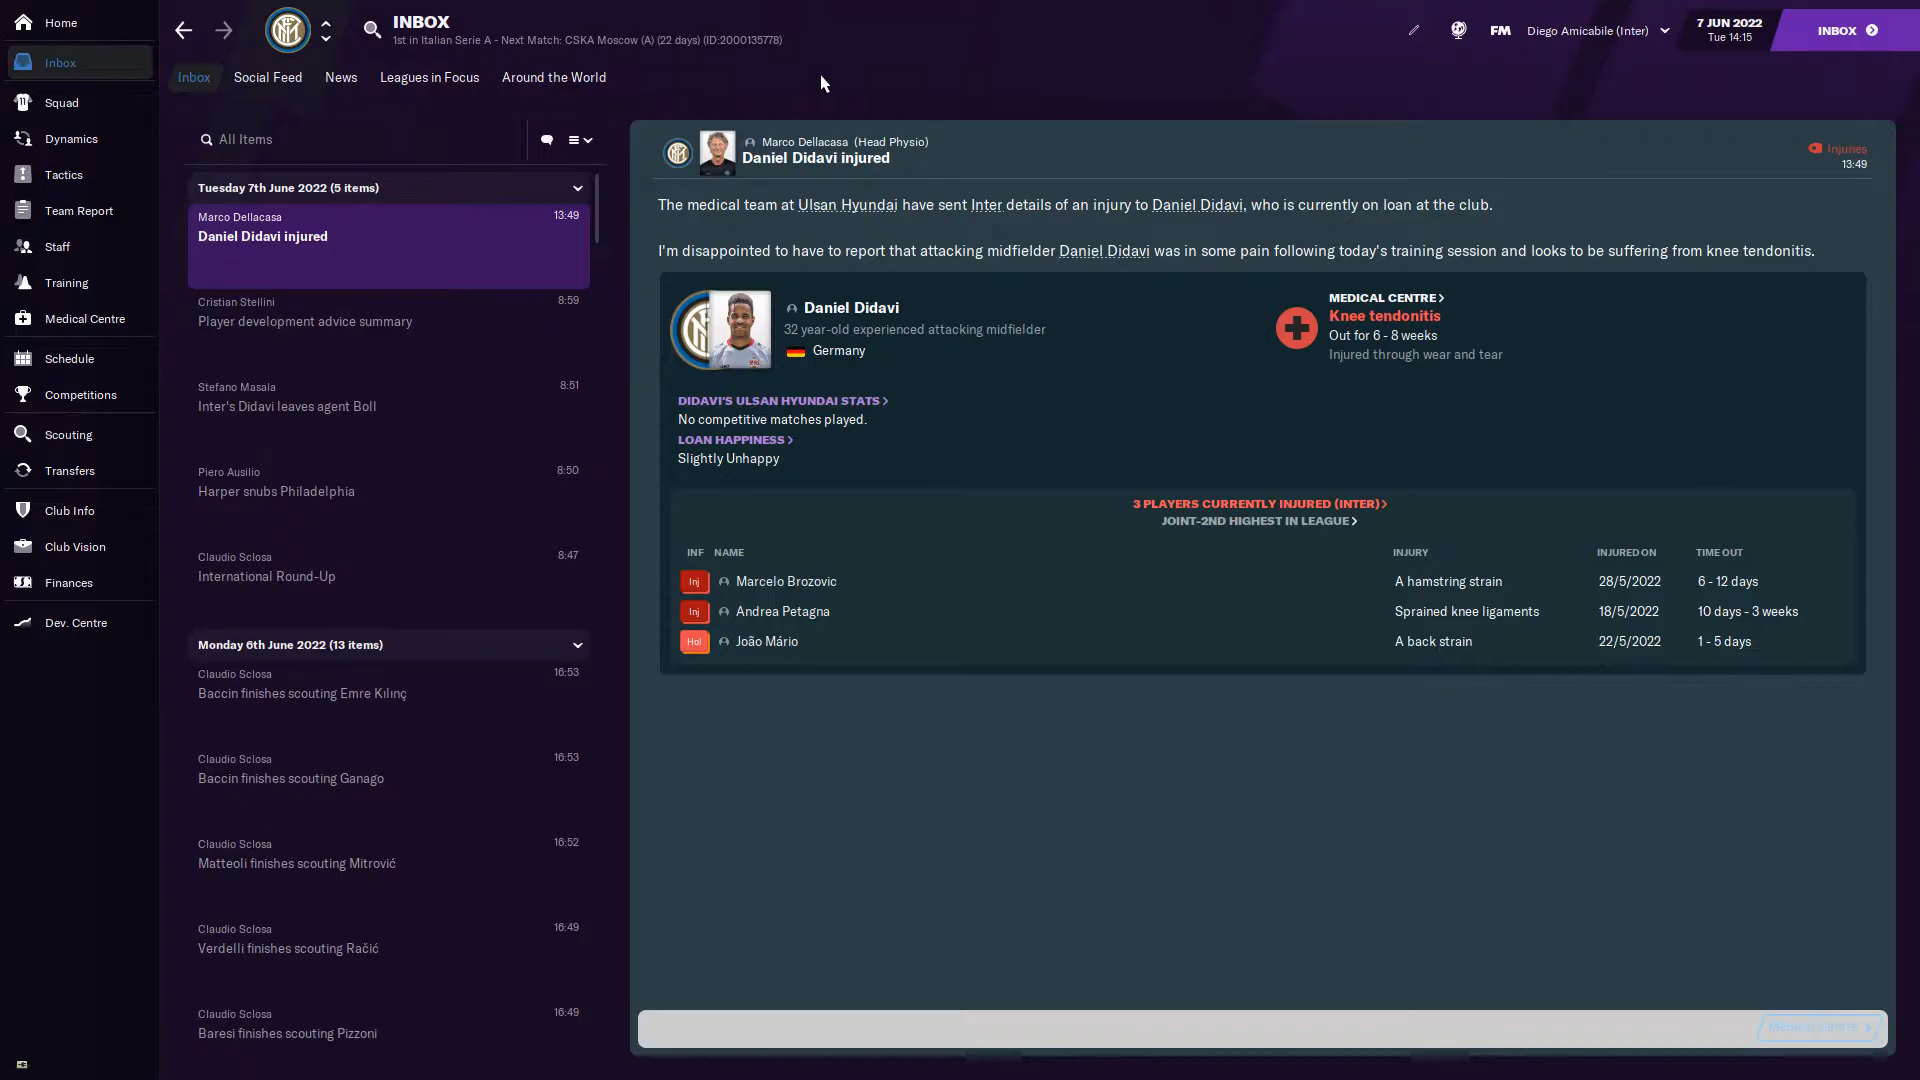 Home
Inbox
Squad
Dynamics
Tactics
Team Report
Staff
Training
Medical Centre
Schedule
Competitions
Scouting
Transfers
Club Info
Club Vision
Finances
Dev. Centre
INBOX
1st in Italian Serie A - Next Match: CSKA Moscow (A) (22 days) (ID:2000135778)
FM
Diego Amicabile (Inter)
7 JUN 2022
Tue 14:15
INBOX
Inbox Social Feed News Leagues in Focus Around the World
All Items
Tuesday 7th June 2022 (5 items)
Marco Dellacasa 13:49
Daniel Didavi injured
Cristian Stellini 8:59
Player development advice summary
Stefano Masala 8:51
Inter's Didavi leaves agent Boll
Piero Ausilio 8:50
Harper snubs Philadelphia
Claudio Sclosa 8:47
International Round-Up
Monday 6th June 2022 (13 items)
Claudio Sclosa 16:53
Baccin finishes scouting Emre Kılınç
Claudio Sclosa 16:53
Baccin finishes scouting Ganago
Claudio Sclosa 16:52
Matteoli finishes scouting Mitrović
Claudio Sclosa 16:49
Verdelli finishes scouting Račić
Claudio Sclosa 16:49
Baresi finishes scouting Pizzoni
Marco Dellacasa (Head Physio)
Daniel Didavi injured
Injuries
13:49
The medical team at Ulsan Hyundai have sent Inter details of an injury to Daniel Didavi, who is currently on loan at the club.
I'm disappointed to have to report that attacking midfielder Daniel Didavi was in some pain following today's training session and looks to be suffering from knee tendonitis.
Daniel Didavi
32 year-old experienced attacking midfielder
Germany
MEDICAL CENTRE >
Knee tendonitis
Out for 6 - 8 weeks
Injured through wear and tear
DIDAVI'S ULSAN HYUNDAI STATS >
No competitive matches played.
LOAN HAPPINESS >
Slightly Unhappy
3 PLAYERS CURRENTLY INJURED (INTER) >
JOINT-2ND HIGHEST IN LEAGUE >
INF NAME INJURY INJURED ON TIME OUT
Inj Marcelo Brozovic A hamstring strain 28/5/2022 6 - 12 days
Inj Andrea Petagna Sprained knee ligaments 18/5/2022 10 days - 3 weeks
Hol João Mário A back strain 22/5/2022 1 - 5 days
Medical Centre >